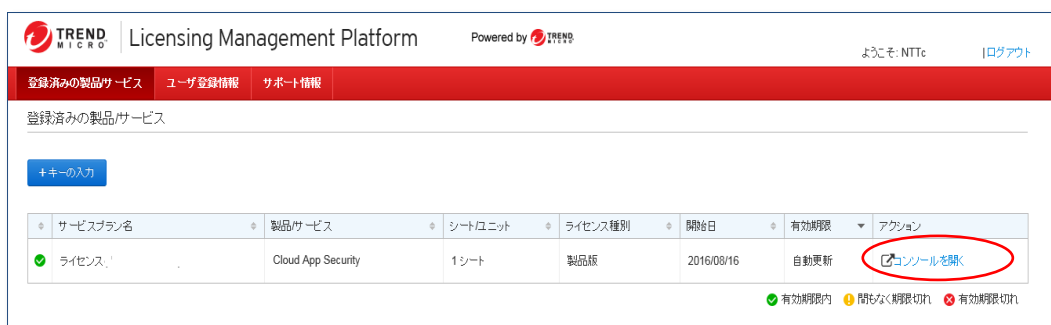 TREND MICRO Licensing Management Platform Powered by TREND MICRO
ようこそ: NTTc |ログアウト
登録済みの製品/サービス ユーザ登録情報 サポート情報
登録済みの製品/サービス
+キーの入力
サービスプラン名 製品/サービス シート/ユニット ライセンス種別 開始日 有効期限 アクション
ライセンス Cloud App Security 1 シート 製品版 2016/08/16 自動更新 コンソールを開く
有効期限内 間もなく期限切れ 有効期限切れ